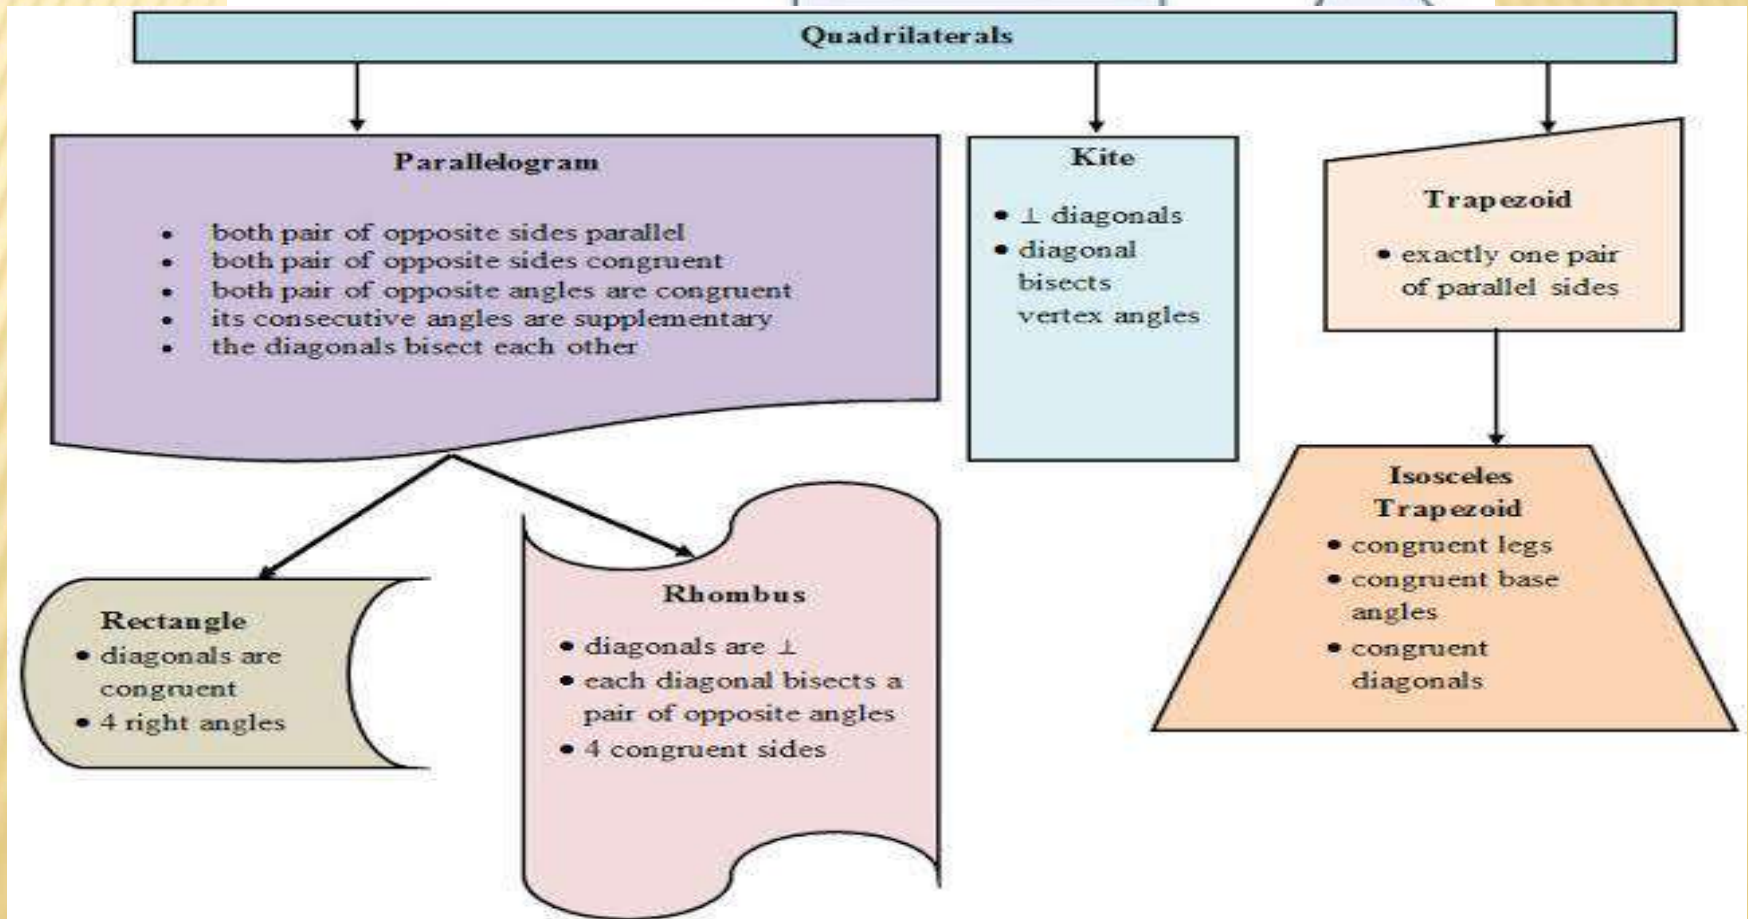 Quadrilaterals
Parallelogram
• both pair of opposite sides parallel
• both pair of opposite sides congruent
• both pair of opposite angles are congruent
• its consecutive angles are supplementary
• the diagonals bisect each other
Kite
• ⊥ diagonals
• diagonal
bisects
vertex angles
Trapezoid
• exactly one pair
of parallel sides
Rectangle
• diagonals are
congruent
• 4 right angles
Rhombus
• diagonals are ⊥
• each diagonal bisects a
pair of opposite angles
• 4 congruent sides
Isosceles
Trapezoid
• congruent legs
• congruent base
angles
• congruent
diagonals